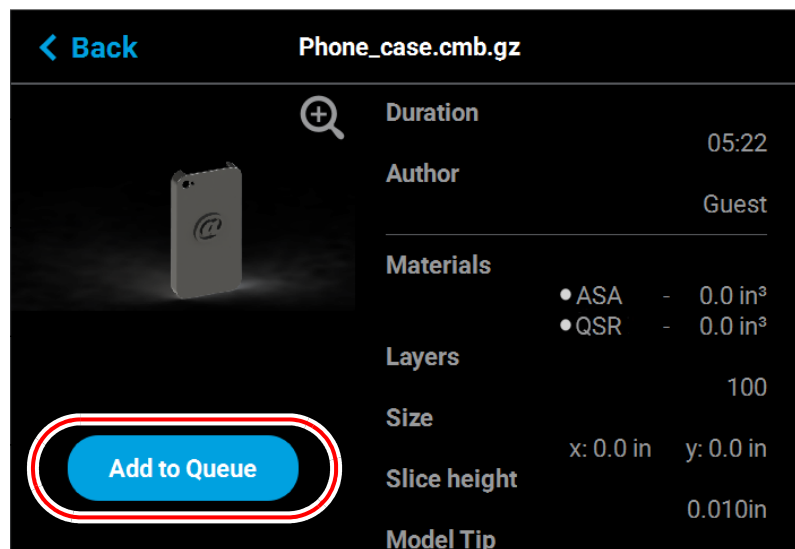 Back
Phone_case.cmb.gz
Duration
05:22
Author
Guest
Materials
ASA - 0.0 in³
QSR - 0.0 in³
Layers
100
Size
x: 0.0 in y: 0.0 in
Slice height
0.010in
Model Tip
@
Add to Queue